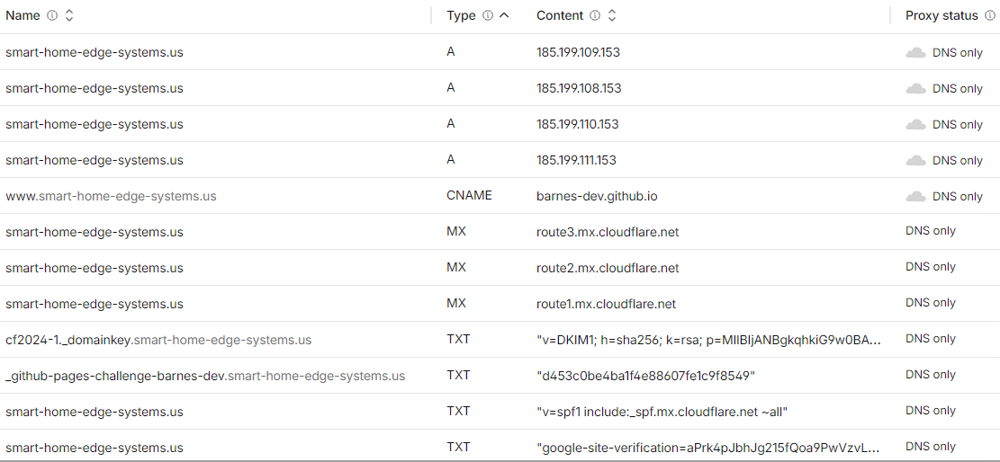 Name Type Content Proxy status
smart-home-edge-systems.us A 185.199.109.153 DNS only
smart-home-edge-systems.us A 185.199.108.153 DNS only
smart-home-edge-systems.us A 185.199.110.153 DNS only
smart-home-edge-systems.us A 185.199.111.153 DNS only
www.smart-home-edge-systems.us CNAME barnes-dev.github.io DNS only
smart-home-edge-systems.us MX route3.mx.cloudflare.net DNS only
smart-home-edge-systems.us MX route2.mx.cloudflare.net DNS only
smart-home-edge-systems.us MX route1.mx.cloudflare.net DNS only
cf2024-1._domainkey.smart-home-edge-systems.us TXT "v=DKIM1; h=sha256; k=rsa; p=MIIBIjANBgkqhkiG9w0BA... DNS only
_github-pages-challenge-barnes-dev.smart-home-edge-systems.us TXT "d453c0be4ba1f4e88607fe1c9f8549" DNS only
smart-home-edge-systems.us TXT "v=spf1 include:_spf.mx.cloudflare.net ~all" DNS only
smart-home-edge-systems.us TXT "google-site-verification=aPrk4pJbhJg215fQoa9PwVzvL... DNS only